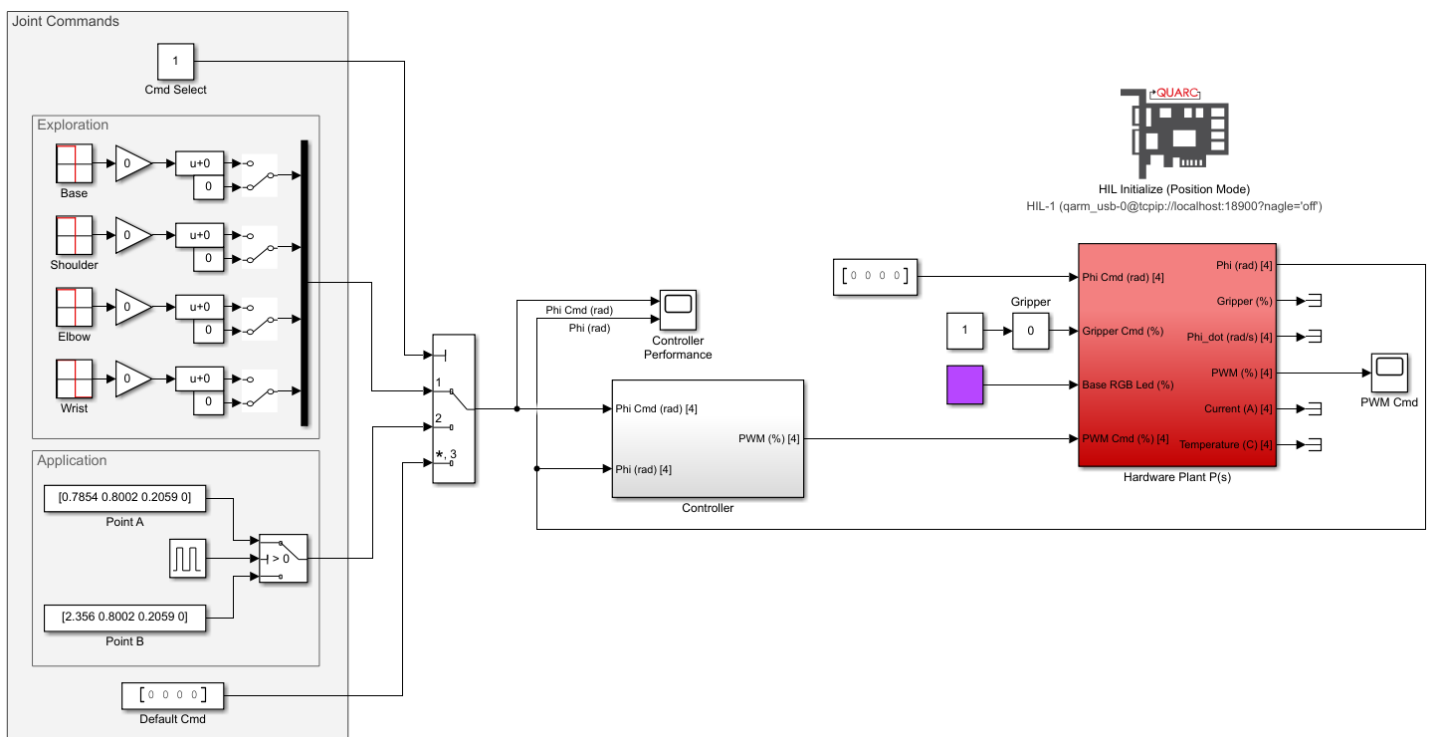 Joint Commands
1
Cmd Select
Exploration
0
u+0
0
Base
0
u+0
0
Shoulder
0
u+0
0
Elbow
0
u+0
0
Wrist
Application
[0.7854 0.8002 0.2059 0]
Point A
> 0
[2.356 0.8002 0.2059 0]
Point B
[ 0 0 0 0 ]
Default Cmd
1
2
*, 3
Phi Cmd (rad)
Phi (rad)
Controller
Performance
Phi Cmd (rad) [4]
PWM (%) [4]
Phi (rad) [4]
Controller
QUARC
HIL Initialize (Position Mode)
HIL-1 (qarm_usb-0@tcpip://localhost:18900?nagle='off')
[ 0 0 0 0 ]
Gripper
1
0
Phi Cmd (rad) [4]
Gripper Cmd (%)
Base RGB Led (%)
PWM Cmd (%) [4]
Phi (rad) [4]
Gripper (%)
Phi_dot (rad/s) [4]
PWM (%) [4]
Current (A) [4]
Temperature (C) [4]
Hardware Plant P(s)
PWM Cmd